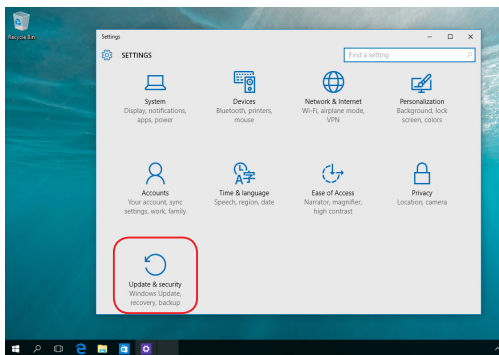 Recycle Bin
Settings
SETTINGS
Find a setting
System
Display, notifications,
apps, power
Devices
Bluetooth, printers,
mouse
Network & Internet
Wi-Fi, airplane mode,
VPN
Personalization
Background, lock
screen, colors
Accounts
Your account, sync
settings, work, family
Time & language
Speech, region, date
Ease of Access
Narrator, magnifier,
high contrast
Privacy
Location, camera
Update & security
Windows Update,
recovery, backup